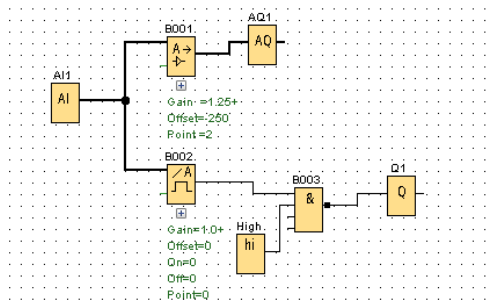 AQ1
B001
A→
AQ
AI1
AI
Gain =1.25+
Offset=-250
Point =2
B002
/A
B003
Q1
&
Q
High
hi
Gain=1.0+
Offset=0
On=0
Off=0
Point=0